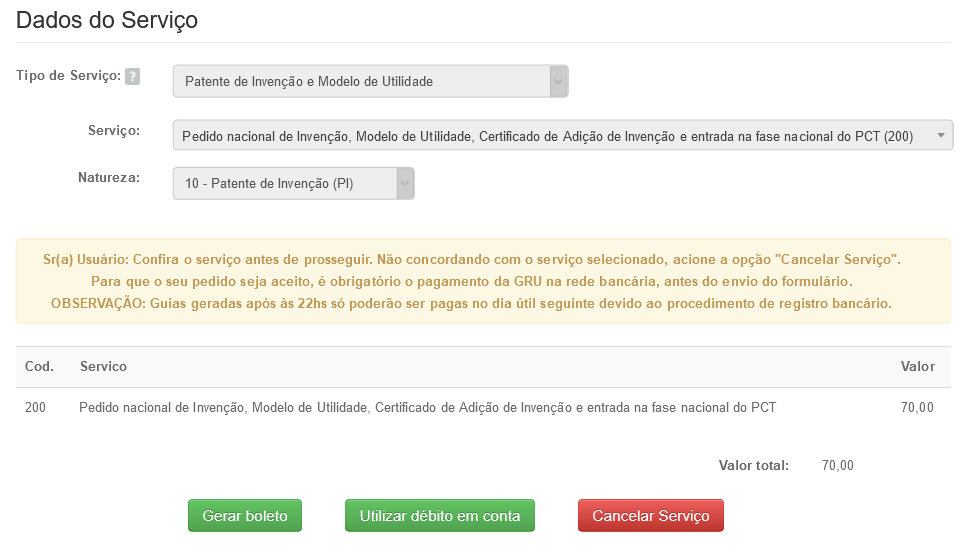 Dados do Serviço
Tipo de Serviço: ?
Patente de Invenção e Modelo de Utilidade
Serviço:
Pedido nacional de Invenção, Modelo de Utilidade, Certificado de Adição de Invenção e entrada na fase nacional do PCT (200)
Natureza:
10 - Patente de Invenção (PI)
Sr(a) Usuário: Confira o serviço antes de prosseguir. Não concordando com o serviço selecionado, acione a opção "Cancelar Serviço".
Para que o seu pedido seja aceito, é obrigatório o pagamento da GRU na rede bancária, antes do envio do formulário.
OBSERVAÇÃO: Guias geradas após às 22hs só poderão ser pagas no dia útil seguinte devido ao procedimento de registro bancário.
Cod. Servico Valor
200 Pedido nacional de Invenção, Modelo de Utilidade, Certificado de Adição de Invenção e entrada na fase nacional do PCT 70,00
Valor total: 70,00
Gerar boleto Utilizar débito em conta Cancelar Serviço